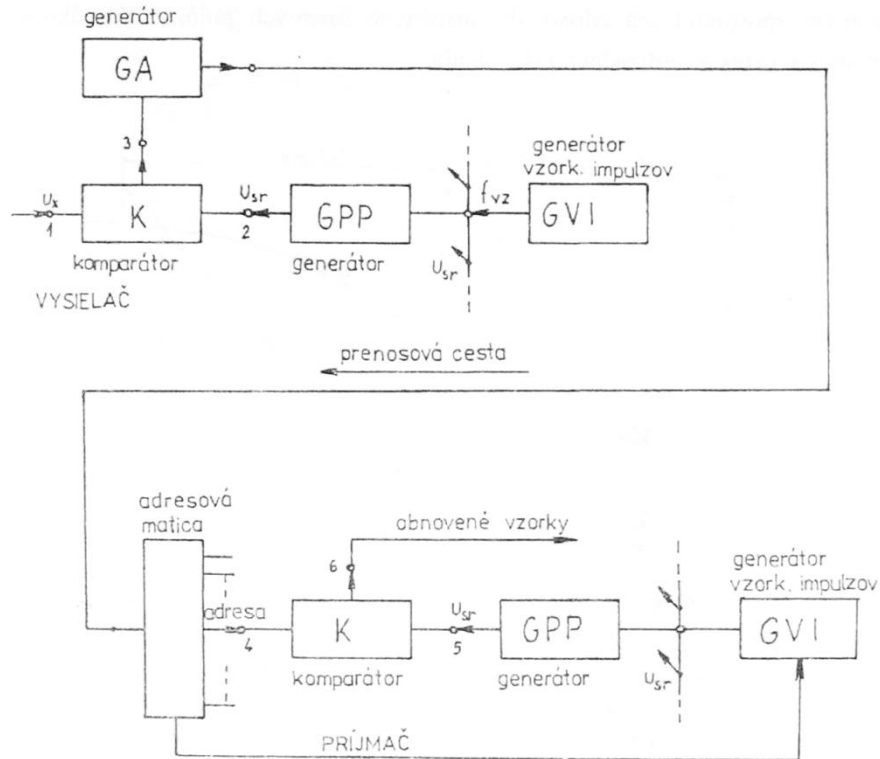 generátor
GA
3
generátor
vzork. impulzov
Uₓ
1
K
Usr
2
GPP
fvz
GVI
komparátor
generátor
Usr
VYSIELAČ
prenosová cesta
adresová
matica
obnovené vzorky
6
generátor
vzork. impulzov
adresa
4
K
Usr
5
GPP
GVI
komparátor
generátor
Usr
PRÍJMAČ